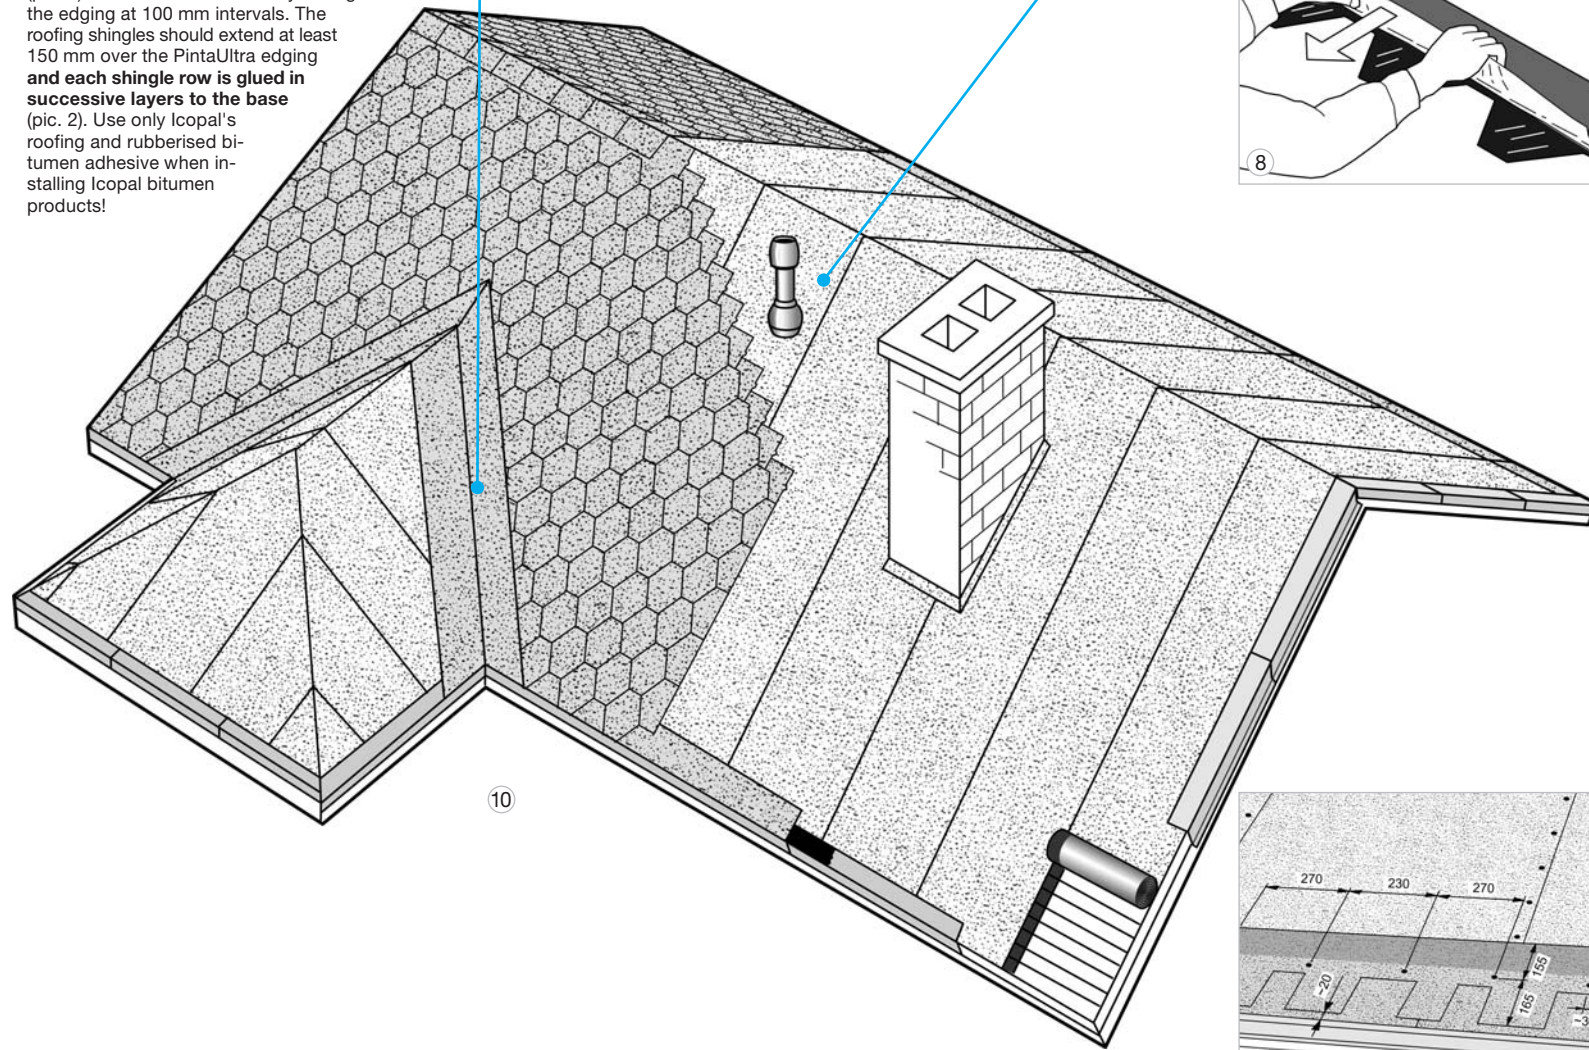 the edging at 100 mm intervals. The
roofing shingles should extend at least
150 mm over the PintaUltra edging
and each shingle row is glued in
successive layers to the base
(pic. 2). Use only Icopal's
roofing and rubberised bi-
tumen adhesive when in-
stalling Icopal bitumen
products!
8
10
270
230
270
155
~20
165